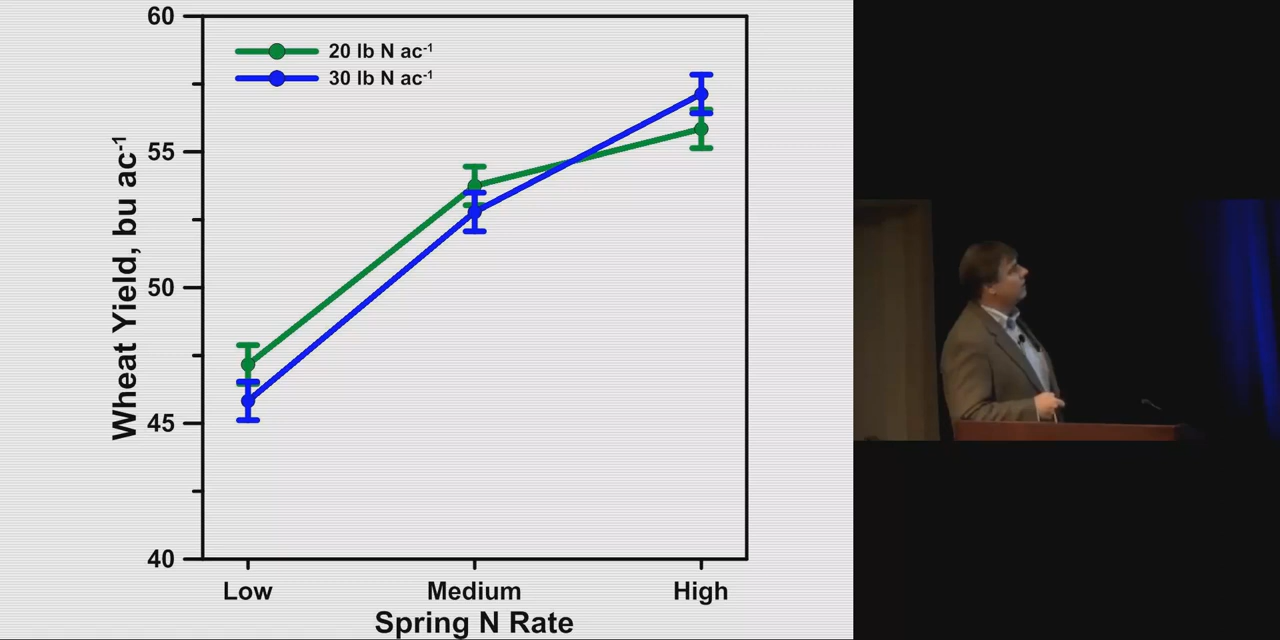 60
20 lb N ac⁻¹
30 lb N ac⁻¹
55
50
45
40
Wheat Yield, bu ac⁻¹
Low Medium High
Spring N Rate